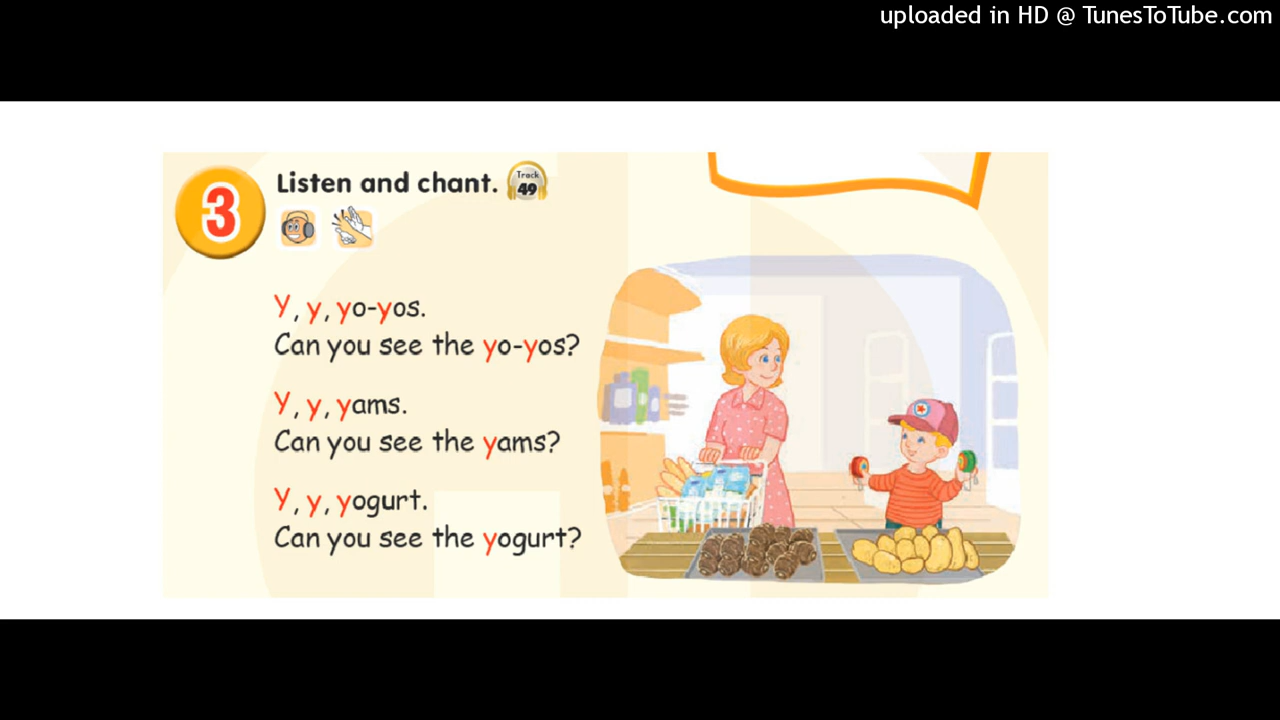 uploaded in HD @ TunesToTube.com
3
Listen and chant.
Track
49
Y, y, yo-yos.
Can you see the yo-yos?
Y, y, yams.
Can you see the yams?
Y, y, yogurt.
Can you see the yogurt?